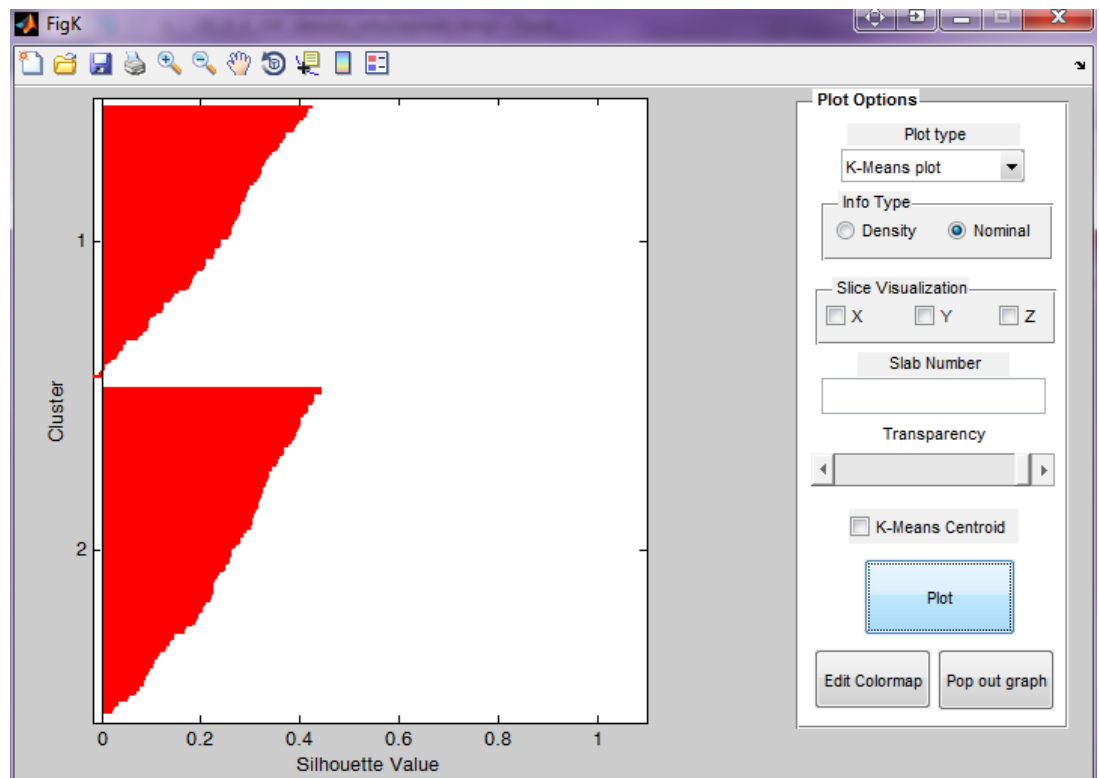 FigK
Plot Options
Plot type
K-Means plot
Info Type
Density Nominal
Slice Visualization
X Y Z
Slab Number
Transparency
K-Means Centroid
Plot
Edit Colormap Pop out graph
Cluster
1
2
0 0.2 0.4 0.6 0.8 1
Silhouette Value